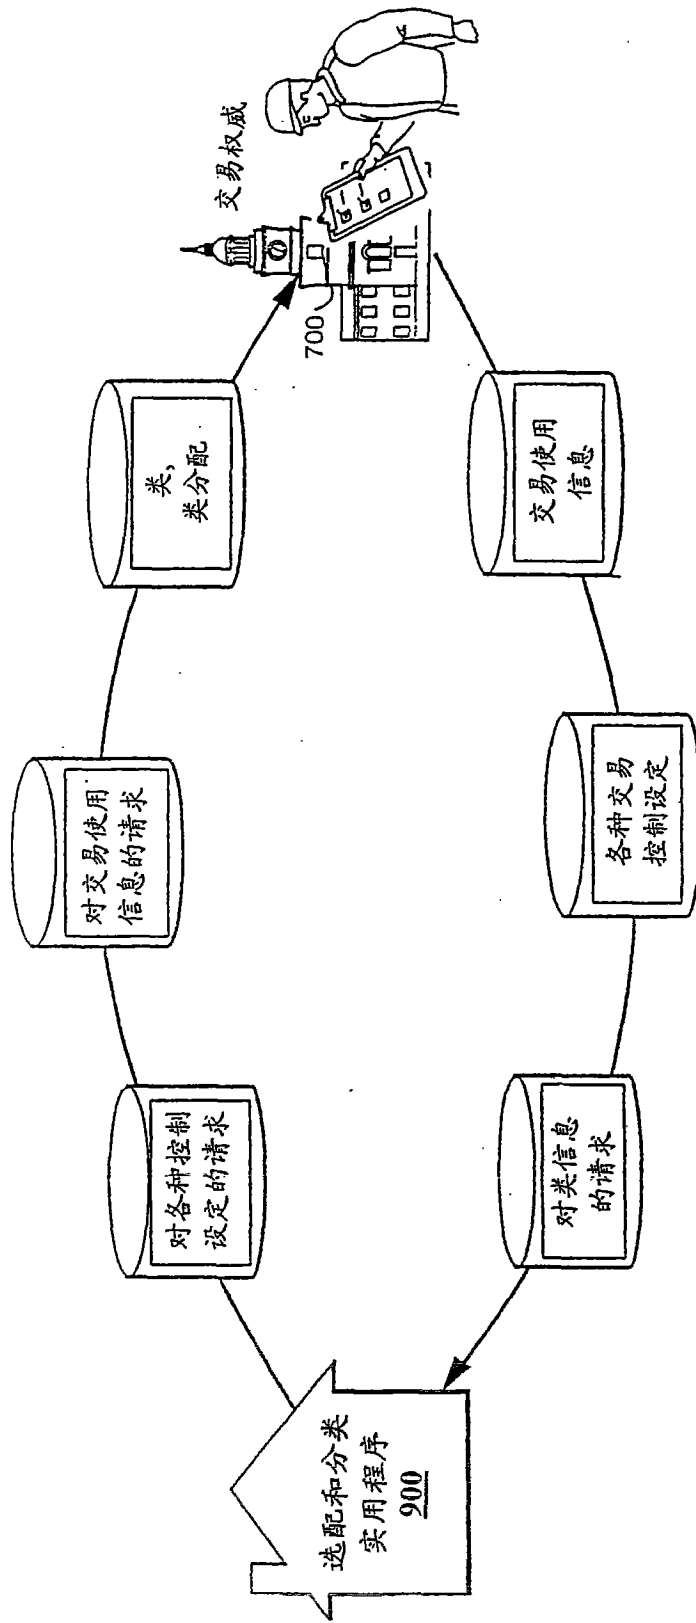 选配和分类
实用程序
900
对各种控制
设定的请求
对交易使用
信息的请求
类，
类分配
交易权威
700
交易使用
信息
各种交易
控制设定
对类信息
的请求